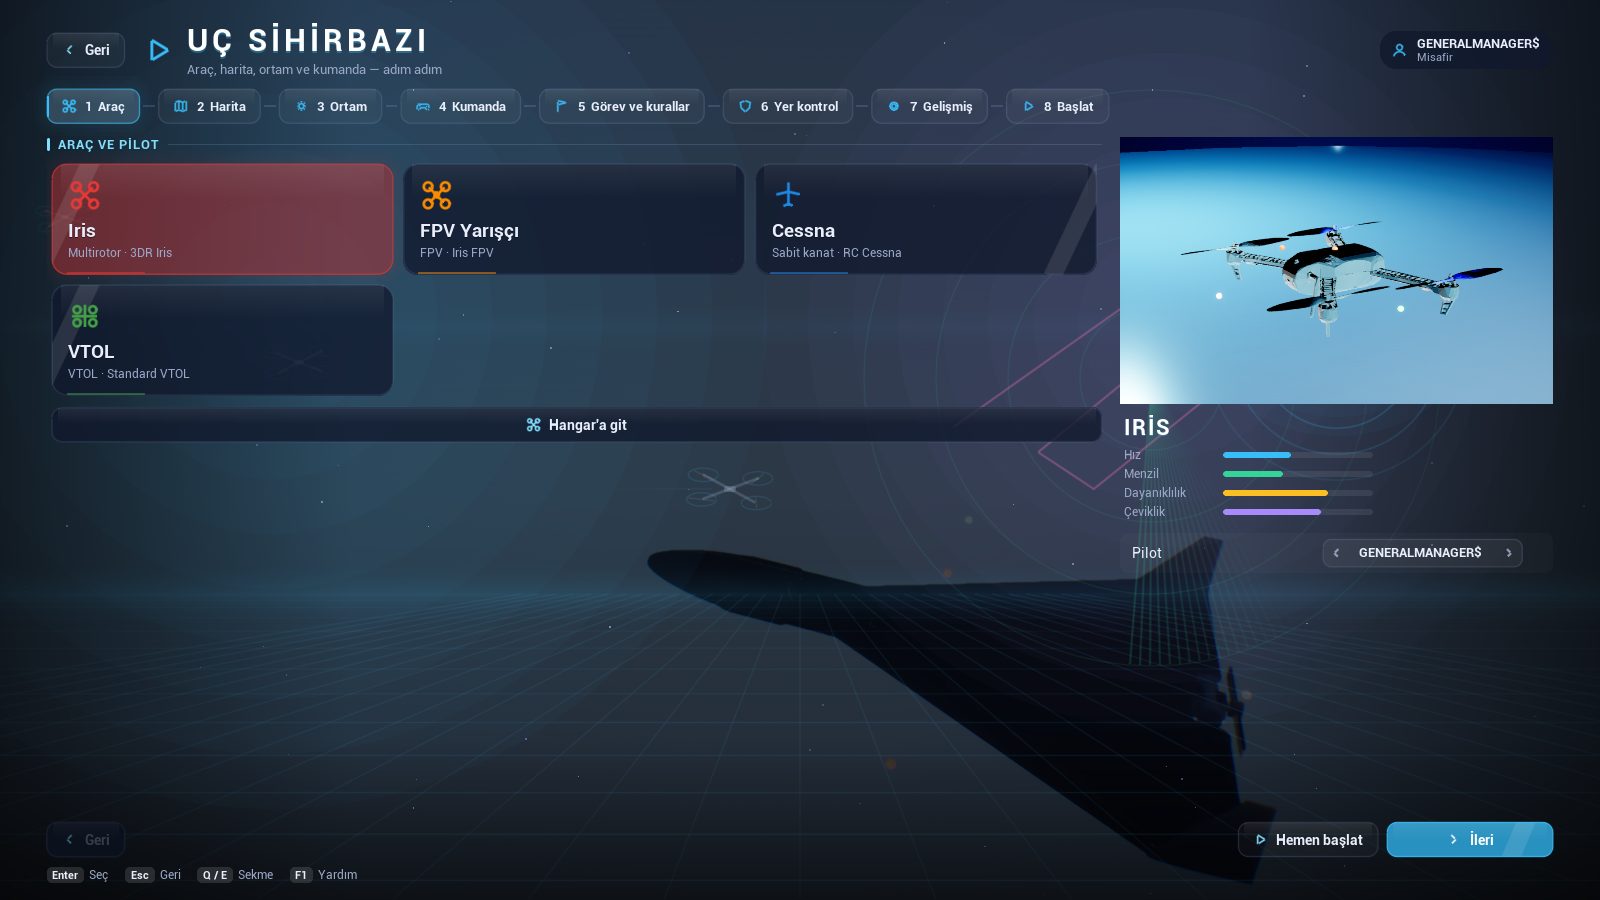 Geri
UÇ SİHİRBAZI
Araç, harita, ortam ve kumanda — adım adım
GENERALMANAGER$
Misafir
1 Araç
2 Harita
3 Ortam
4 Kumanda
5 Görev ve kurallar
6 Yer kontrol
7 Gelişmiş
8 Başlat
ARAÇ VE PİLOT
Iris
Multirotor · 3DR Iris
FPV Yarışçı
FPV · Iris FPV
Cessna
Sabit kanat · RC Cessna
VTOL
VTOL · Standard VTOL
Hangar'a git
IRİS
Hız
Menzil
Dayanıklılık
Çeviklik
Pilot
GENERALMANAGER$
Geri
Hemen başlat
İleri
Enter Seç
Esc Geri
Q / E Sekme
F1 Yardım